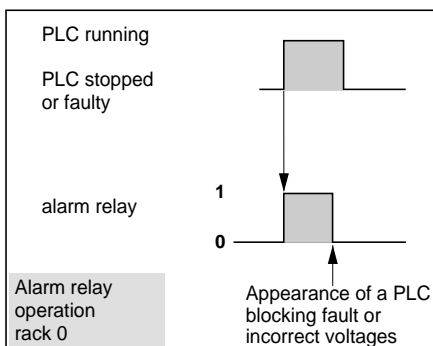 PLC running
PLC stopped
or faulty
alarm relay
1
0
Alarm relay
operation
rack 0
Appearance of a PLC
blocking fault or
incorrect voltages